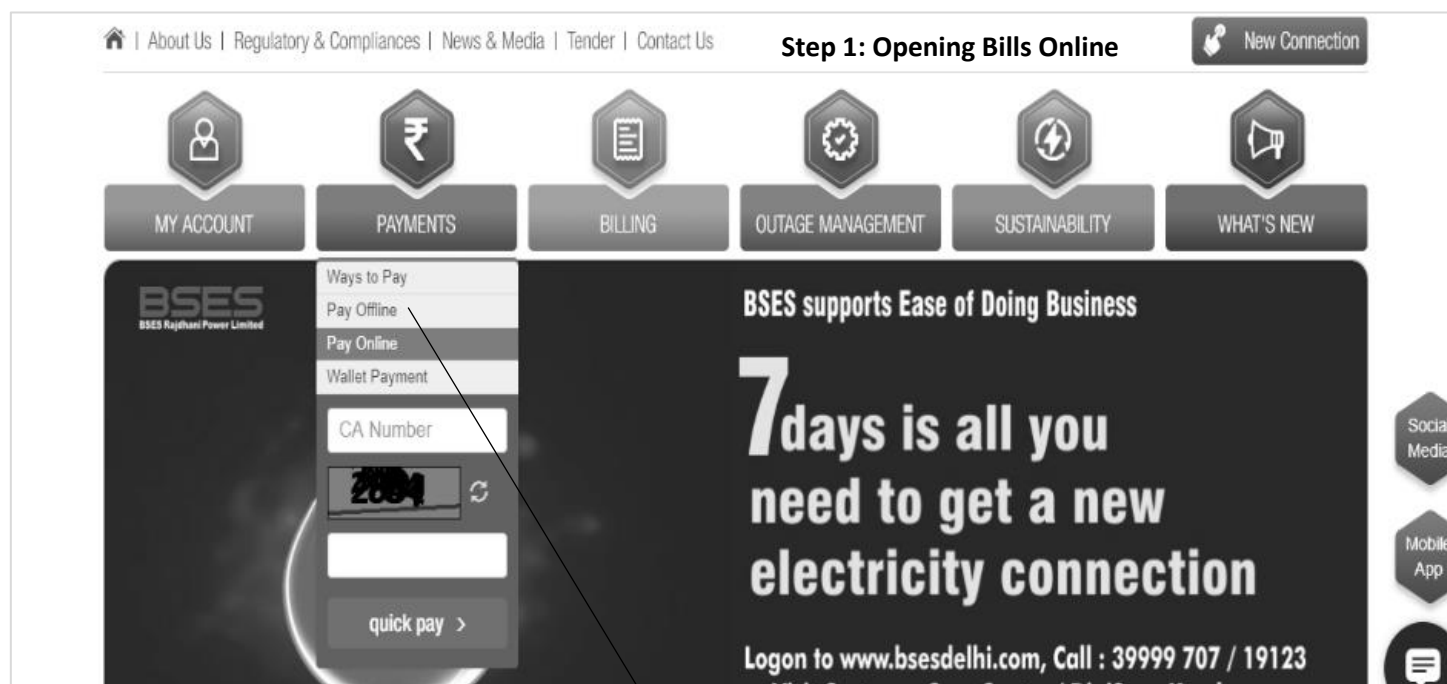 | About Us | Regulatory & Compliances | News & Media | Tender | Contact Us
Step 1: Opening Bills Online
New Connection
MY ACCOUNT
PAYMENTS
BILLING
OUTAGE MANAGEMENT
SUSTAINABILITY
WHAT'S NEW
Ways to Pay
Pay Offline
Pay Online
Wallet Payment
CA Number
quick pay >
BSES
BSES Rajdhani Power Limited
BSES supports Ease of Doing Business
7 days is all you
need to get a new
electricity connection
Logon to www.bsesdelhi.com, Call : 39999 707 / 19123
Social
Media
Mobile
App